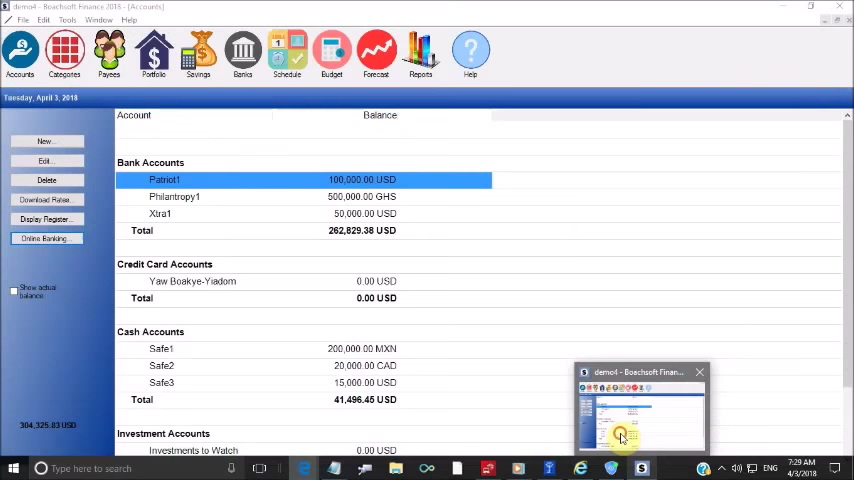 demo4 - Boachsoft Finance 2018 - [Accounts]
File Edit Tools Window Help
Accounts Categories Payees Portfolio Savings Banks Schedule Budget Forecast Reports Help
Tuesday, April 3, 2018
Account Balance
New...
Edit...
Delete
Download Rates...
Display Register...
Online Banking...
Show actual
balance:
304,325.83 USD
Bank Accounts
Patriot1 100,000.00 USD
Philantropy1 500,000.00 GHS
Xtra1 50,000.00 USD
Total 262,829.38 USD
Credit Card Accounts
Yaw Boakye-Yiadom 0.00 USD
Total 0.00 USD
Cash Accounts
Safe1 200,000.00 MXN
Safe2 20,000.00 CAD
Safe3 15,000.00 USD
Total 41,496.45 USD
Investment Accounts
Investments to Watch 0.00 USD
demo4 - Boachsoft Finan...
Type here to search
ENG
7:29 AM
4/3/2018